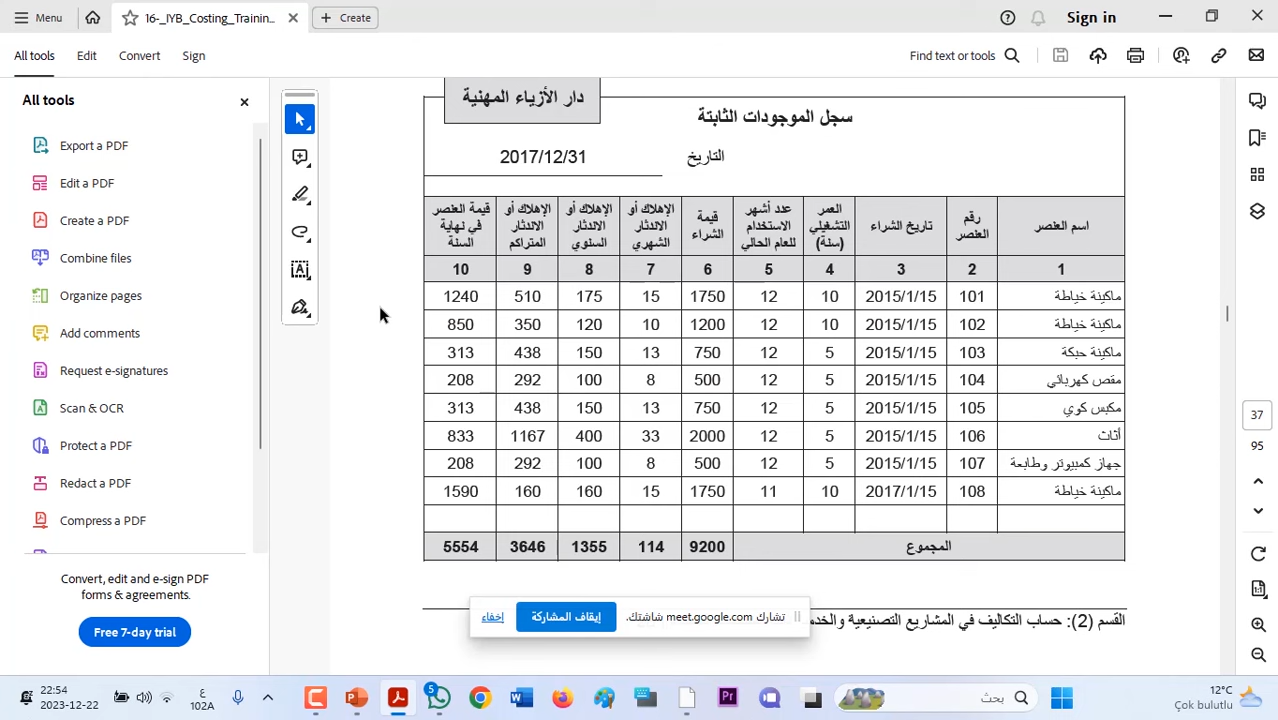 Menu
16-_IYB_Costing_Trainin...
Create
Sign in
All tools
Edit
Convert
Sign
Find text or tools
All tools
Export a PDF
Edit a PDF
Create a PDF
Combine files
Organize pages
Add comments
Request e-signatures
Scan & OCR
Protect a PDF
Redact a PDF
Compress a PDF
Convert, edit and e-sign PDF
forms & agreements.
Free 7-day trial
دار الأزياء المهنية
سجل الموجودات الثابتة
التاريخ 2017/12/31
اسم العنصر | رقم العنصر | تاريخ الشراء | العمر التشغيلي (سنة) | عدد أشهر الاستخدام للعام الحالي | قيمة الشراء | الإهلاك أو الاندثار الشهري | الإهلاك أو الاندثار السنوي | الإهلاك أو الاندثار المتراكم | قيمة العنصر في نهاية السنة
1 | 2 | 3 | 4 | 5 | 6 | 7 | 8 | 9 | 10
ماكينة خياطة | 101 | 2015/1/15 | 10 | 12 | 1750 | 15 | 175 | 510 | 1240
ماكينة خياطة | 102 | 2015/1/15 | 10 | 12 | 1200 | 10 | 120 | 350 | 850
ماكينة حبكة | 103 | 2015/1/15 | 5 | 12 | 750 | 13 | 150 | 438 | 313
مقص كهربائي | 104 | 2015/1/15 | 5 | 12 | 500 | 8 | 100 | 292 | 208
مكبس كوي | 105 | 2015/1/15 | 5 | 12 | 750 | 13 | 150 | 438 | 313
أثاث | 106 | 2015/1/15 | 5 | 12 | 2000 | 33 | 400 | 1167 | 833
جهاز كمبيوتر وطابعة | 107 | 2015/1/15 | 5 | 12 | 500 | 8 | 100 | 292 | 208
ماكينة خياطة | 108 | 2017/1/15 | 10 | 11 | 1750 | 15 | 160 | 160 | 1590
المجموع | 9200 | 114 | 1355 | 3646 | 5554
القسم (2): حساب التكاليف في المشاريع التصنيعية
تشارك meet.google.com شاشتك.
إيقاف المشاركة
إخفاء
37
95
22:54
2023-12-22
ع
102A
5
بحث
12°C
Çok bulutlu